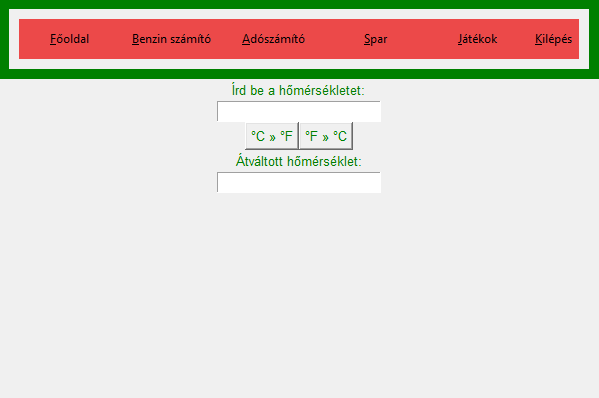 Főoldal Benzin számító Adószámító Spar Játékok Kilépés
Írd be a hőmérsékletet:
°C » °F °F » °C
Átváltott hőmérséklet: